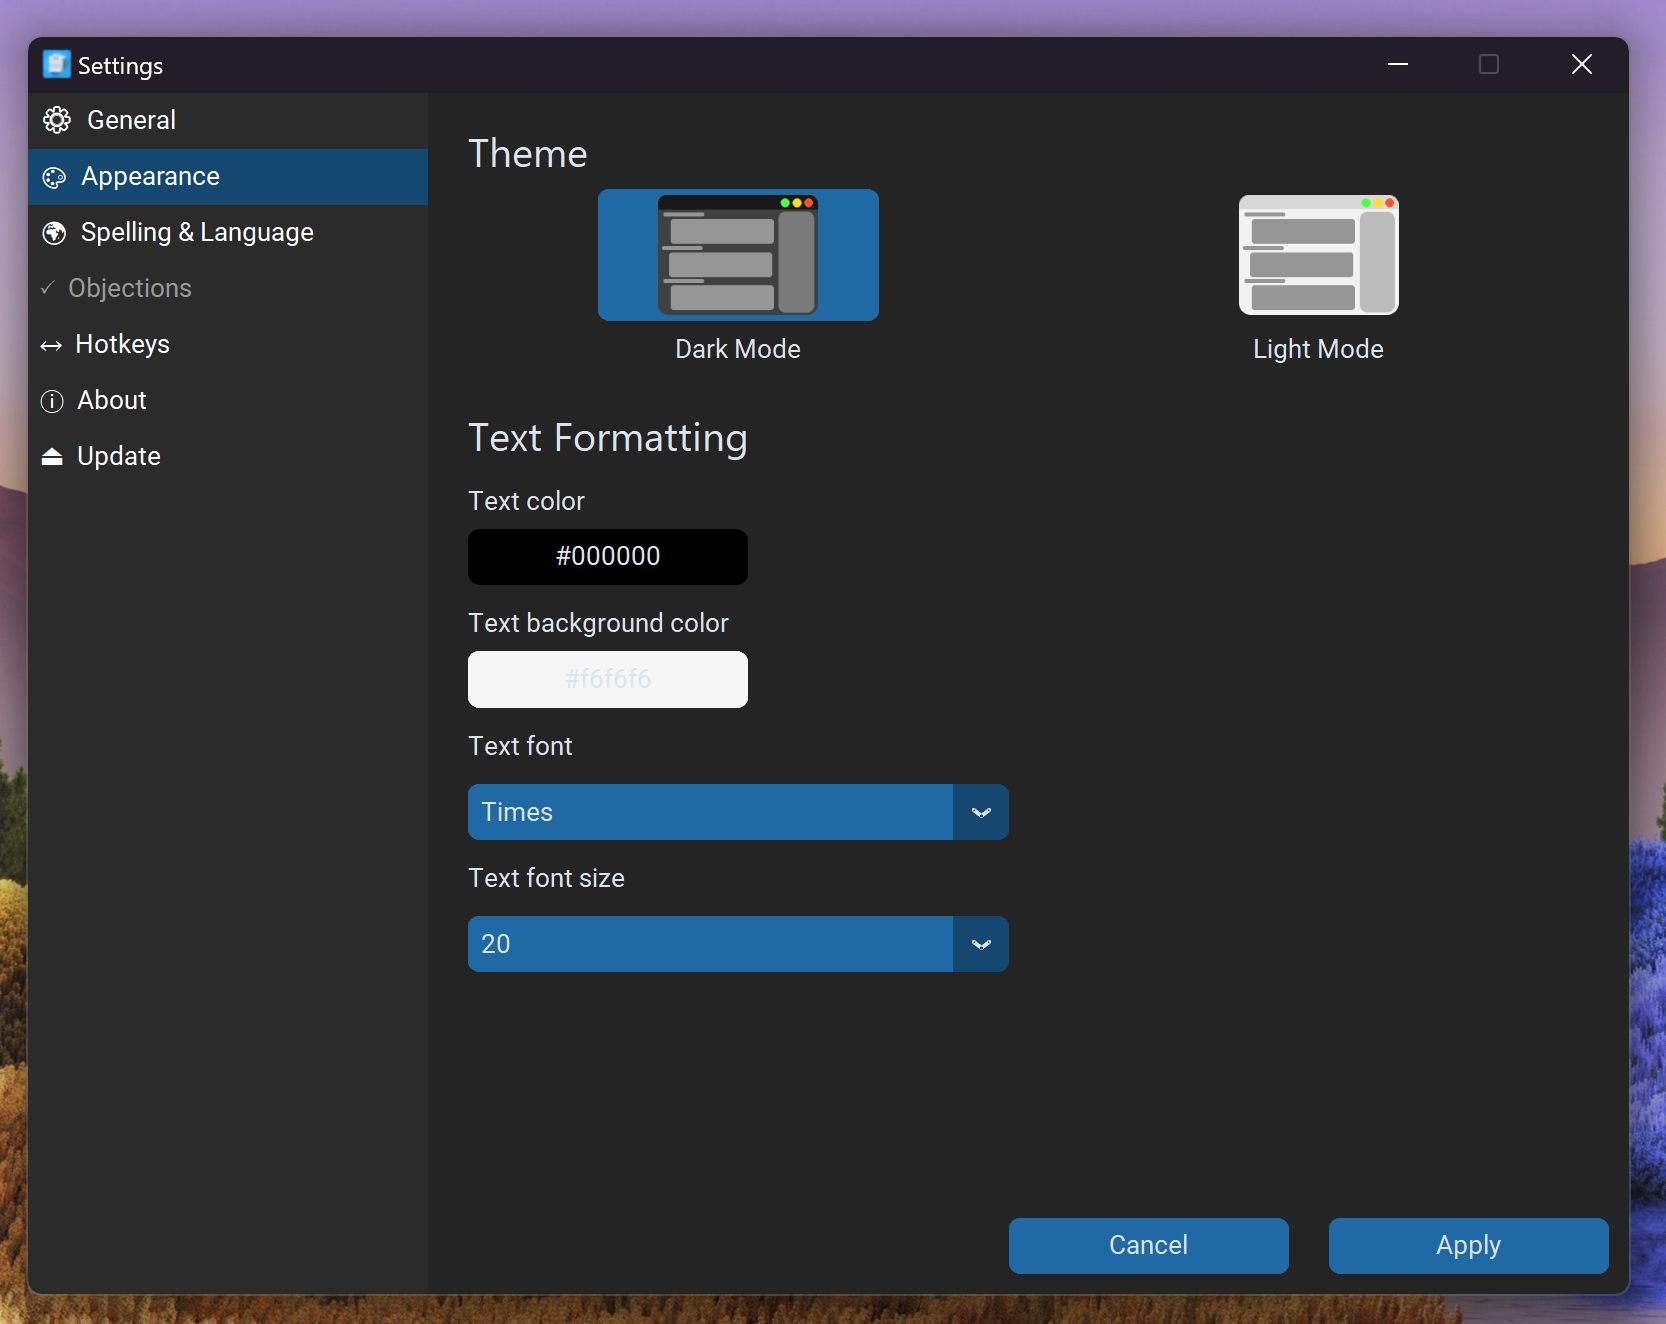 Settings
General
Appearance
Spelling & Language
Objections
Hotkeys
About
Update
Theme
Dark Mode
Light Mode
Text Formatting
Text color
#000000
Text background color
#f6f6f6
Text font
Times
Text font size
20
Cancel
Apply